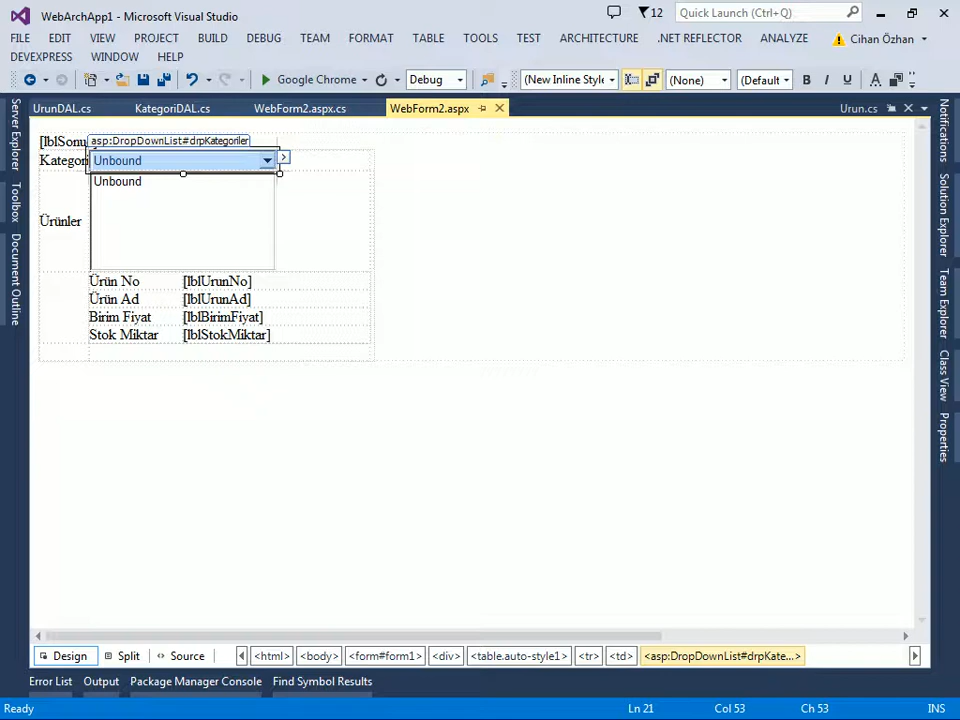 WebArchApp1 - Microsoft Visual Studio
12
Quick Launch (Ctrl+Q)
FILE EDIT VIEW PROJECT BUILD DEBUG TEAM FORMAT TABLE TOOLS TEST ARCHITECTURE .NET REFLECTOR ANALYZE Cihan Özhan
DEVEXPRESS WINDOW HELP
Google Chrome Debug (New Inline Style (None) (Default B I U A
UrunDAL.cs KategoriDAL.cs WebForm2.aspx.cs WebForm2.aspx Urun.cs
Server Explorer
Toolbox
Document Outline
asp:DropDownList#drpKategoriler
Unbound
Unbound
Ürünler
Ürün No [lblUrunNo]
Ürün Ad [lblUrunAd]
Birim Fiyat [lblBirimFiyat]
Stok Miktar [lblStokMiktar]
Notifications
Solution Explorer
Team Explorer
Class View
Properties
Design Split Source <html> <body> <form#form1> <div> <table.auto-style1> <tr> <td> <asp:DropDownList#drpKate...>
Error List Output Package Manager Console Find Symbol Results
Ready Ln 21 Col 53 Ch 53 INS